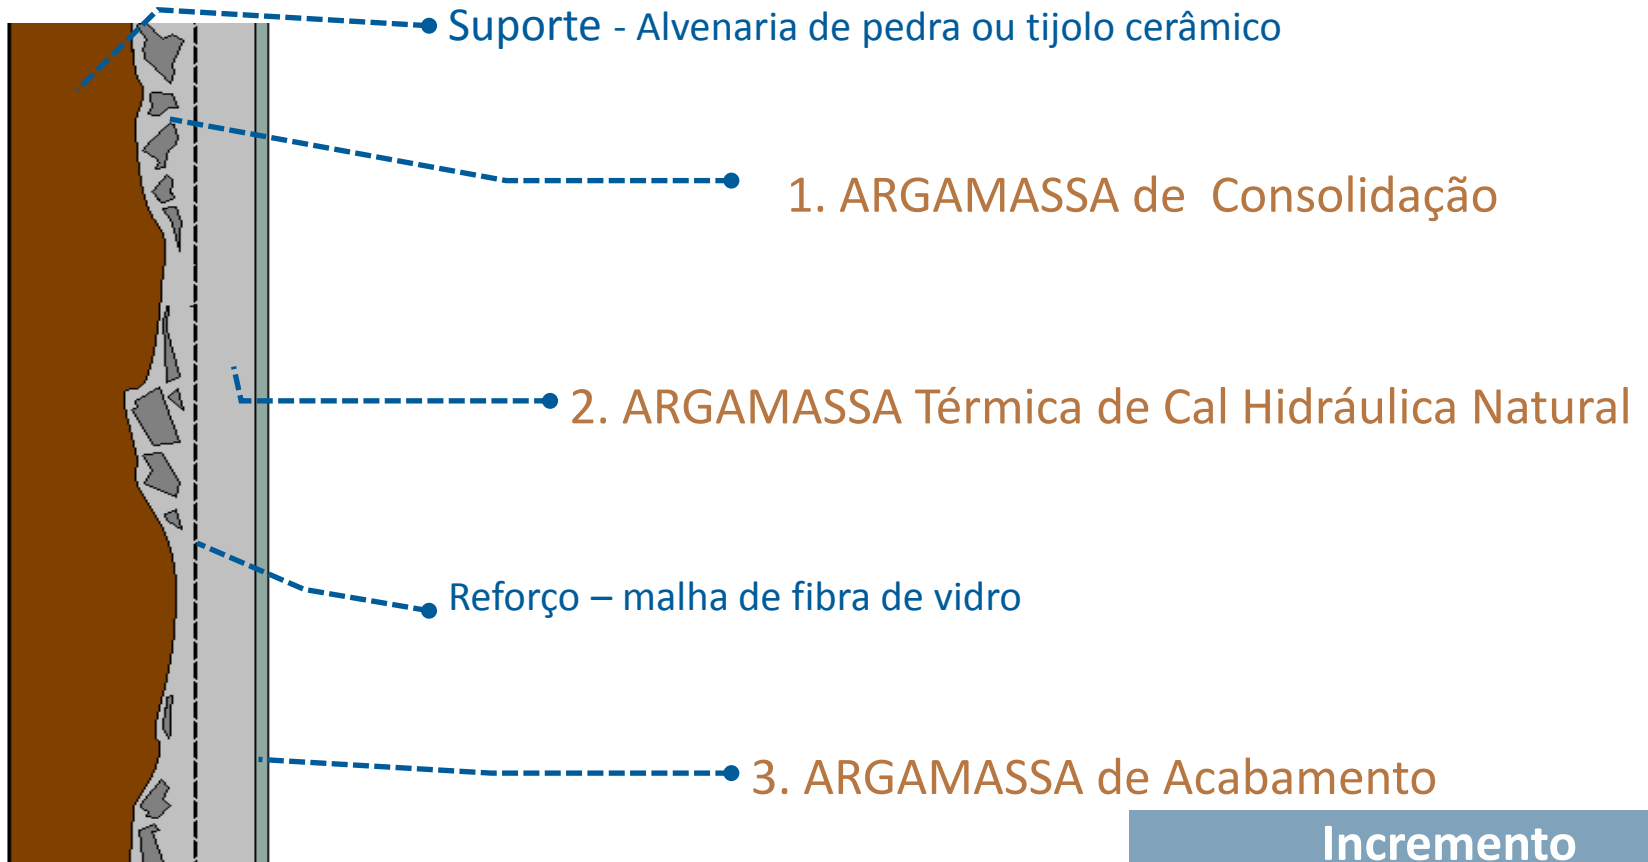 Suporte - Alvenaria de pedra ou tijolo cerâmico
1. ARGAMASSA de Consolidação
2. ARGAMASSA Térmica de Cal Hidráulica Natural
Reforço – malha de fibra de vidro
3. ARGAMASSA de Acabamento
Incremento